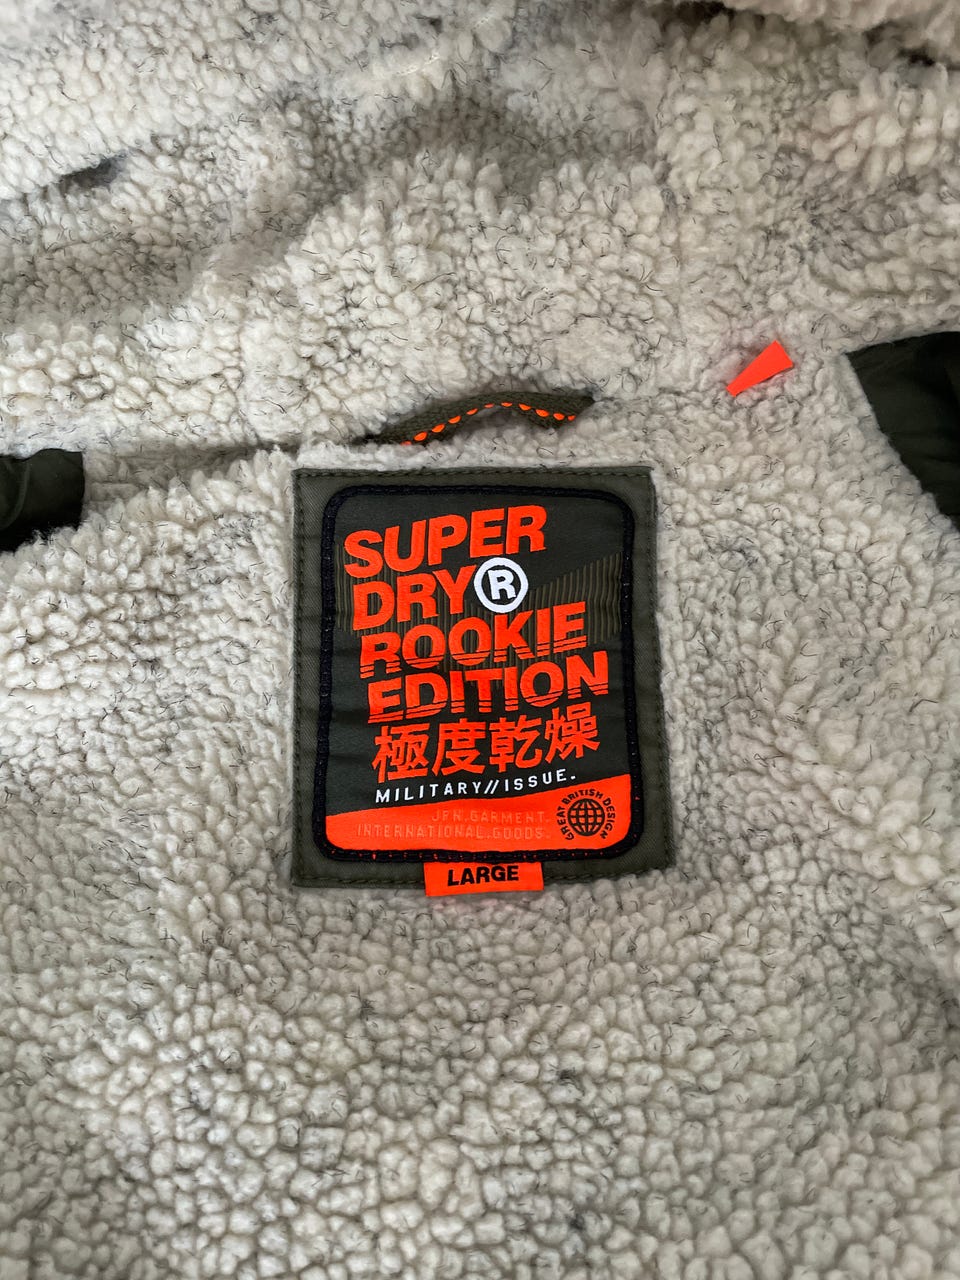 SUPER
DRY®
ROOKIE
EDITION
極度乾燥
MILITARY//ISSUE.
JPN.GARMENT.
INTERNATIONAL.GOODS.
GREAT BRITISH DESIGN
LARGE